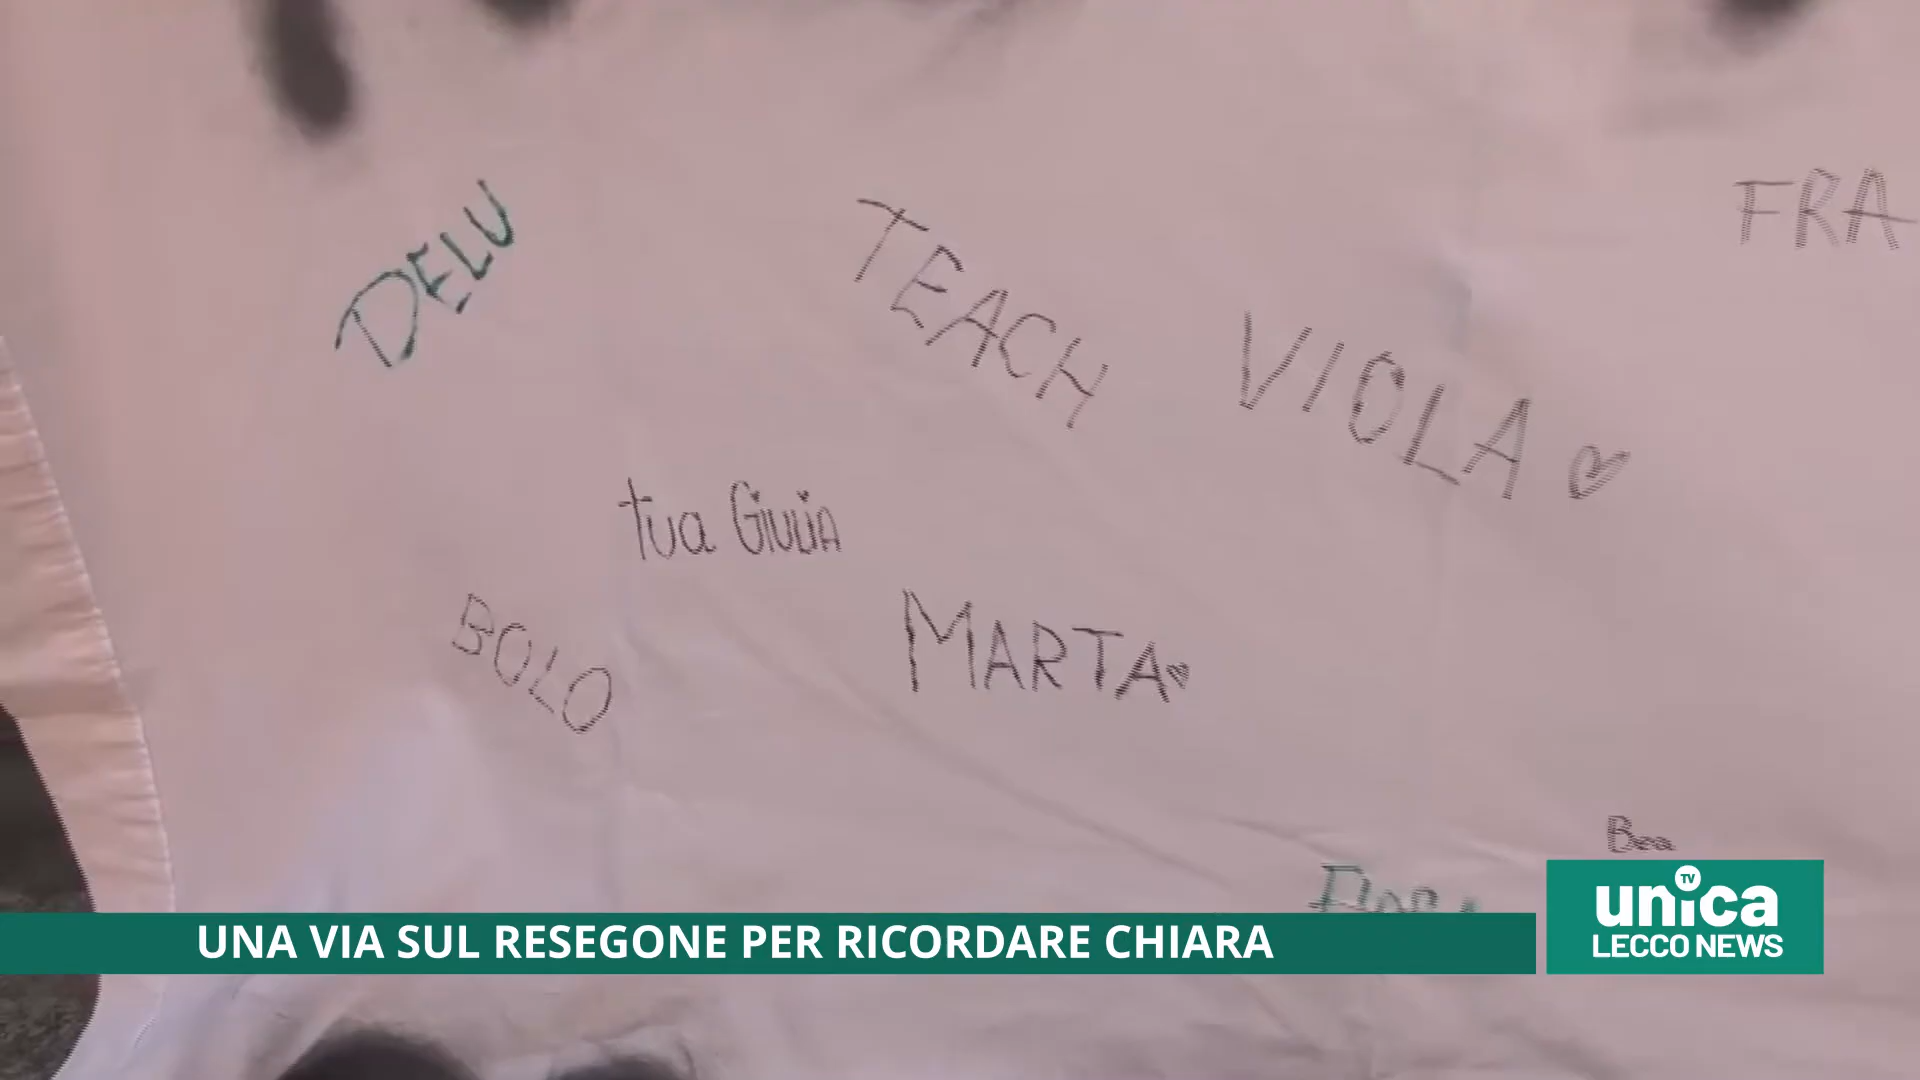 DELU
TEACH
VIOLA
FRA
tua Giulia
BOLO
MARTA
Bea
UNA VIA SUL RESEGONE PER RICORDARE CHIARA
unica TV
LECCO NEWS